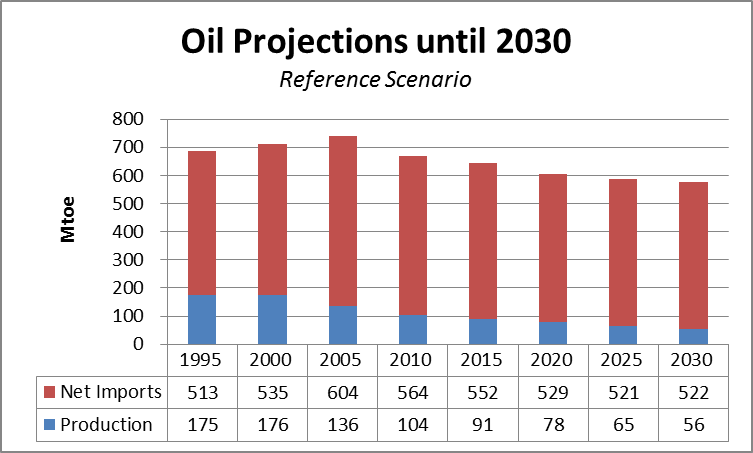 Oil Projections until 2030
Reference Scenario
800
700
600
500
400
300
200
100
0
Mtoe
1995 2000 2005 2010 2015 2020 2025 2030
Net Imports 513 535 604 564 552 529 521 522
Production 175 176 136 104 91 78 65 56